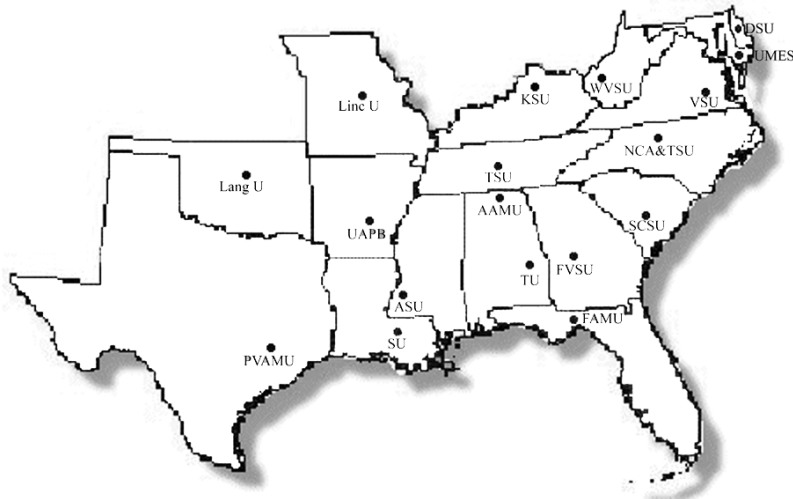 DSU
UMES
WVSU
KSU
Linc U
VSU
NCA&TSU
TSU
Lang U
AAMU
UAPB
SCSU
TU
FVSU
ASU
FAMU
SU
PVAMU